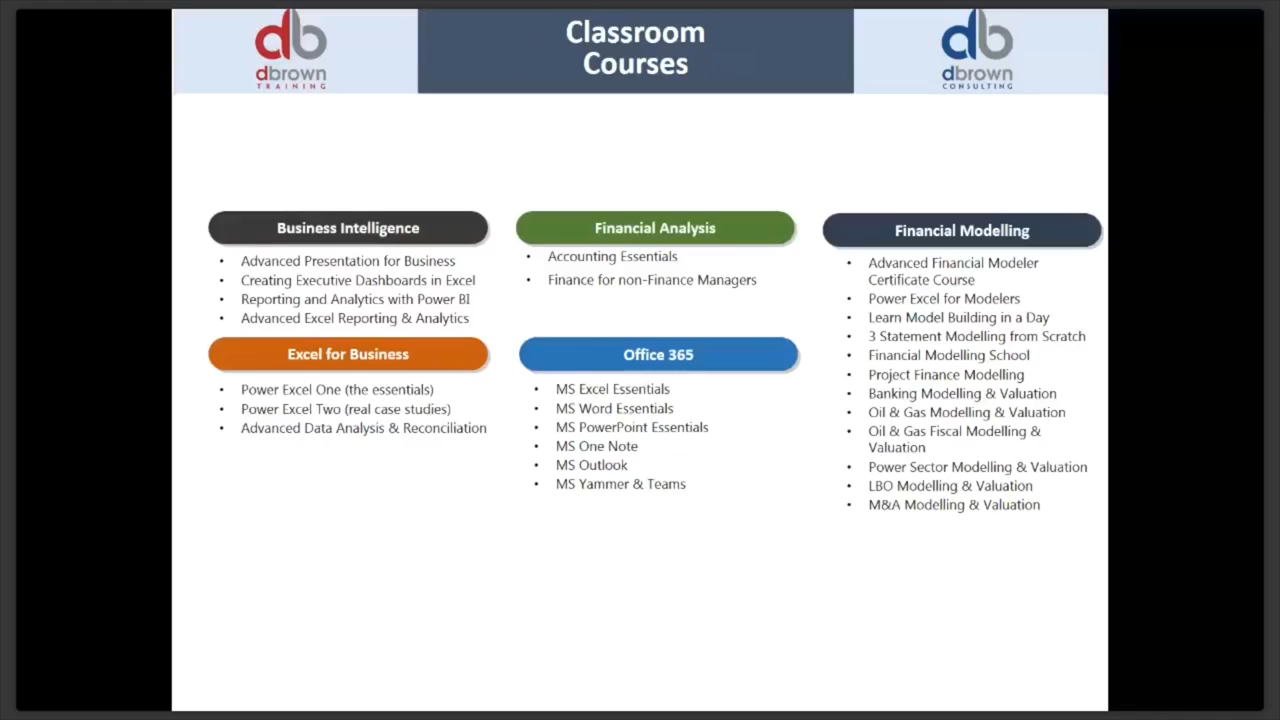 db
dbrown
TRAINING
Classroom
Courses
db
dbrown
CONSULTING
Business Intelligence
• Advanced Presentation for Business
• Creating Executive Dashboards in Excel
• Reporting and Analytics with Power BI
• Advanced Excel Reporting & Analytics
Excel for Business
• Power Excel One (the essentials)
• Power Excel Two (real case studies)
• Advanced Data Analysis & Reconciliation
Financial Analysis
• Accounting Essentials
• Finance for non-Finance Managers
Office 365
• MS Excel Essentials
• MS Word Essentials
• MS PowerPoint Essentials
• MS One Note
• MS Outlook
• MS Yammer & Teams
Financial Modelling
• Advanced Financial Modeler
Certificate Course
• Power Excel for Modelers
• Learn Model Building in a Day
• 3 Statement Modelling from Scratch
• Financial Modelling School
• Project Finance Modelling
• Banking Modelling & Valuation
• Oil & Gas Modelling & Valuation
• Oil & Gas Fiscal Modelling &
Valuation
• Power Sector Modelling & Valuation
• LBO Modelling & Valuation
• M&A Modelling & Valuation